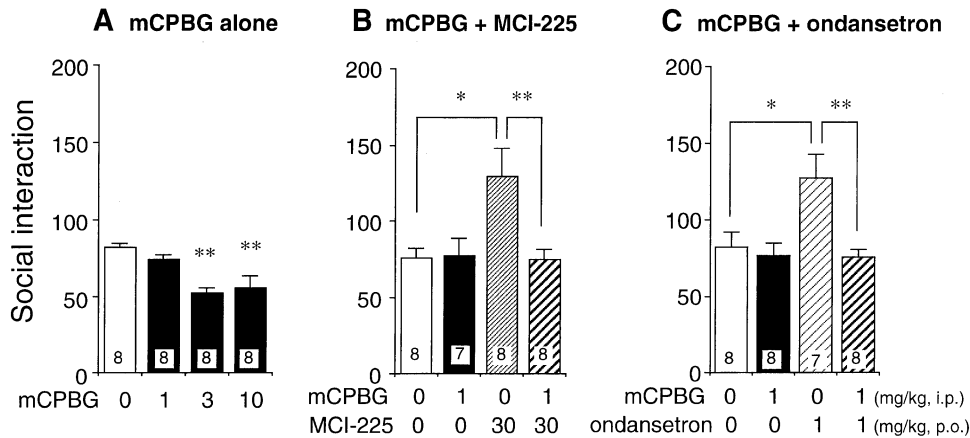 A mCPBG alone
B mCPBG + MCI-225
C mCPBG + ondansetron
Social interaction
200
150
100
50
0
** **
8 8 8 8
mCPBG 0 1 3 10
200
150
100
50
0
* **
8 7 8 8
mCPBG 0 1 0 1
MCI-225 0 0 30 30
200
150
100
50
0
* **
8 8 7 8
mCPBG 0 1 0 1 (mg/kg, i.p.)
ondansetron 0 0 1 1 (mg/kg, p.o.)